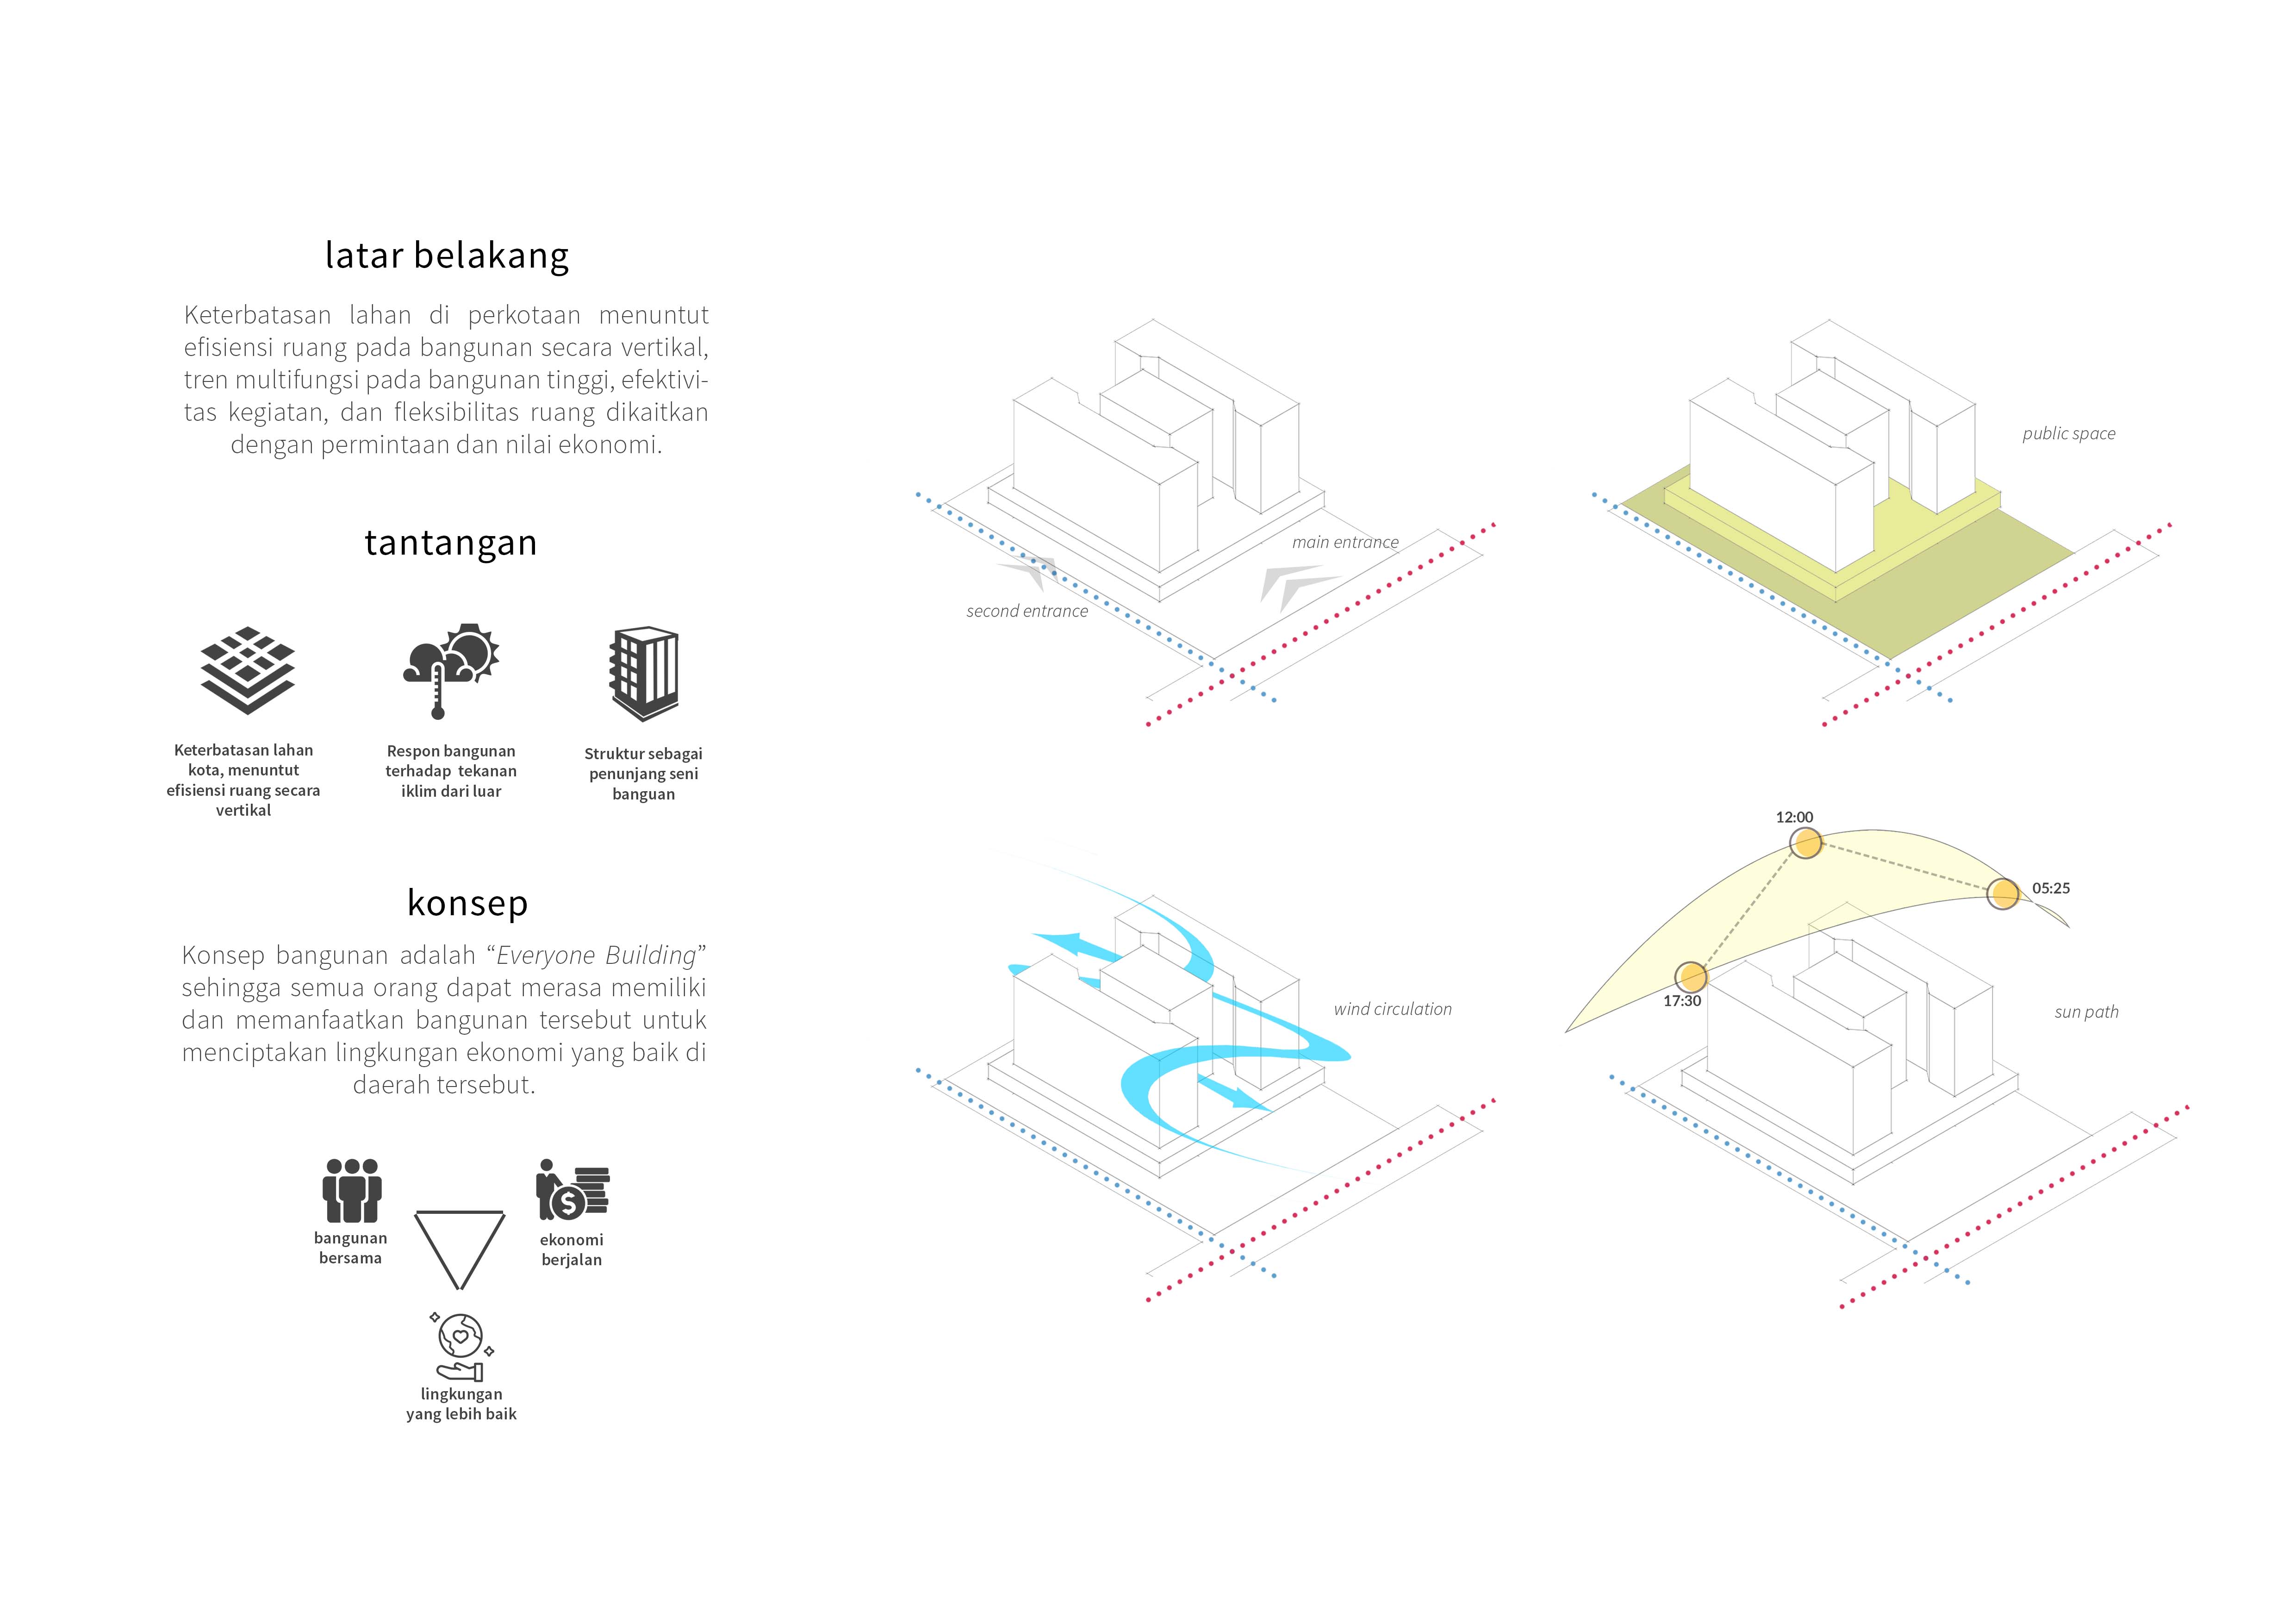 latar belakang
Keterbatasan lahan di perkotaan menuntut
efisiensi ruang pada bangunan secara vertikal,
tren multifungsi pada bangunan tinggi, efektivi-
tas kegiatan, dan fleksibilitas ruang dikaitkan
dengan permintaan dan nilai ekonomi.
tantangan
Keterbatasan lahan
kota, menuntut
efisiensi ruang secara
vertikal
Respon bangunan
terhadap tekanan
iklim dari luar
Struktur sebagai
penunjang seni
banguan
konsep
Konsep bangunan adalah “Everyone Building”
sehingga semua orang dapat merasa memiliki
dan memanfaatkan bangunan tersebut untuk
menciptakan lingkungan ekonomi yang baik di
daerah tersebut.
bangunan
bersama
ekonomi
berjalan
lingkungan
yang lebih baik
main entrance
second entrance
public space
wind circulation
12:00
05:25
17:30
sun path